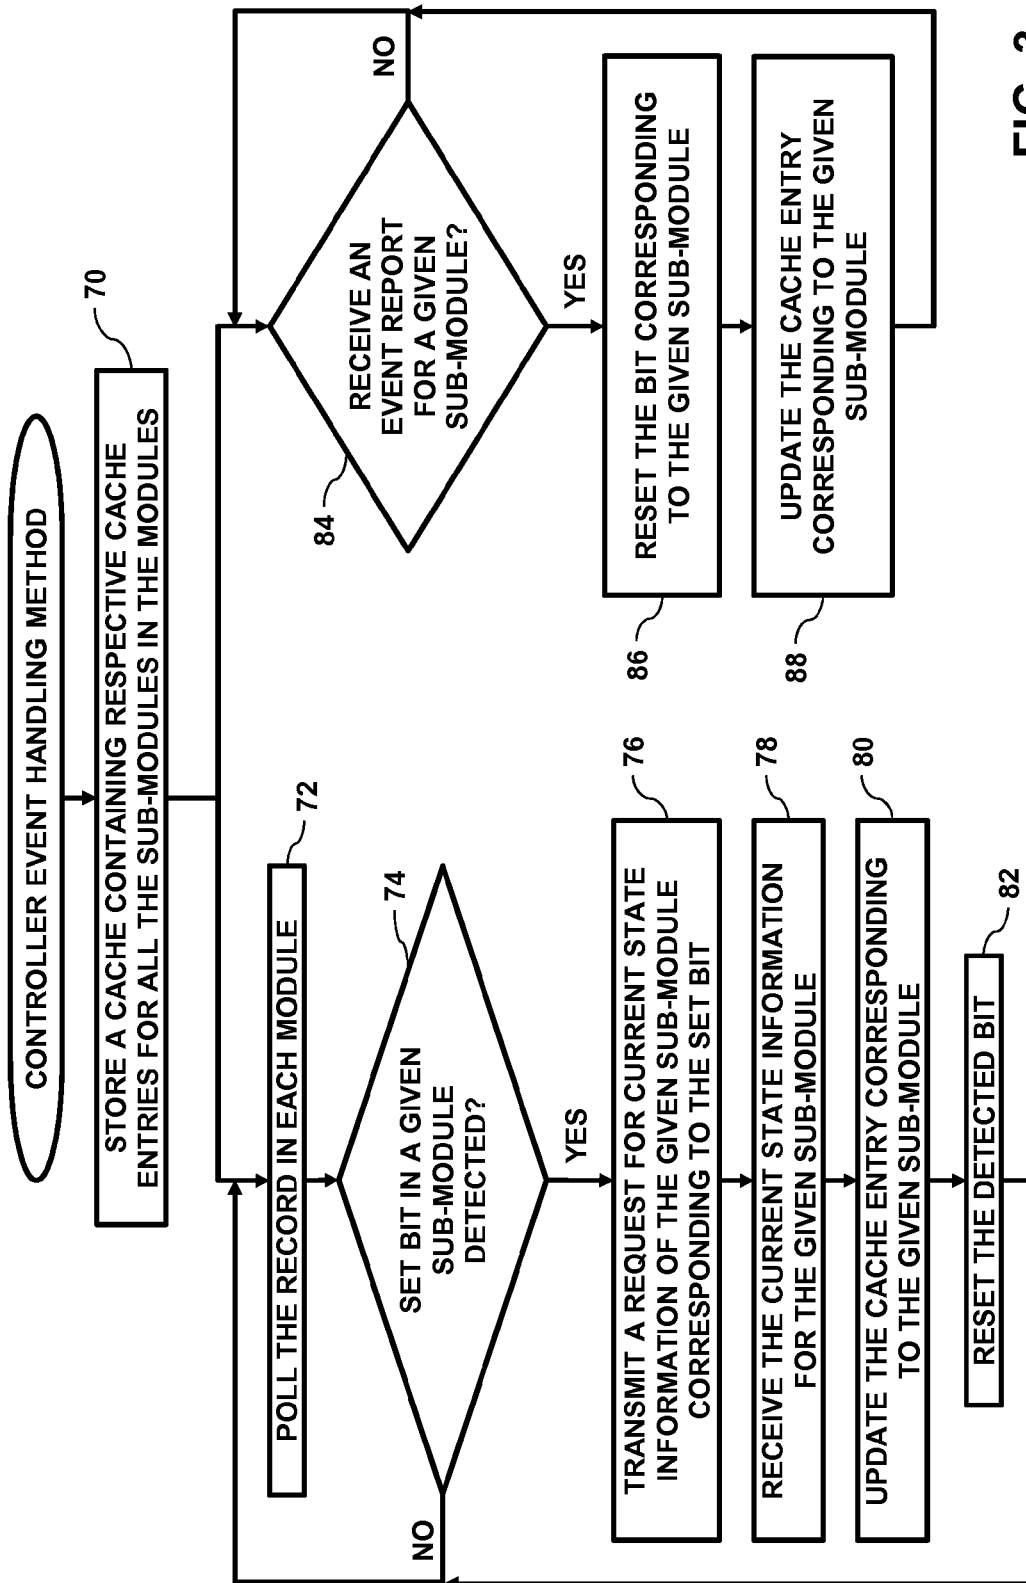 CONTROLLER EVENT HANDLING METHOD
70
STORE A CACHE CONTAINING RESPECTIVE CACHE
ENTRIES FOR ALL THE SUB-MODULES IN THE MODULES
72
POLL THE RECORD IN EACH MODULE
74
SET BIT IN A GIVEN
SUB-MODULE
DETECTED?
NO
YES
76
TRANSMIT A REQUEST FOR CURRENT STATE
INFORMATION OF THE GIVEN SUB-MODULE
CORRESPONDING TO THE SET BIT
78
RECEIVE THE CURRENT STATE INFORMATION
FOR THE GIVEN SUB-MODULE
80
UPDATE THE CACHE ENTRY CORRESPONDING
TO THE GIVEN SUB-MODULE
82
RESET THE DETECTED BIT
84
RECEIVE AN
EVENT REPORT
FOR A GIVEN
SUB-MODULE?
NO
YES
86
RESET THE BIT CORRESPONDING
TO THE GIVEN SUB-MODULE
88
UPDATE THE CACHE ENTRY
CORRESPONDING TO THE GIVEN
SUB-MODULE
FIG.